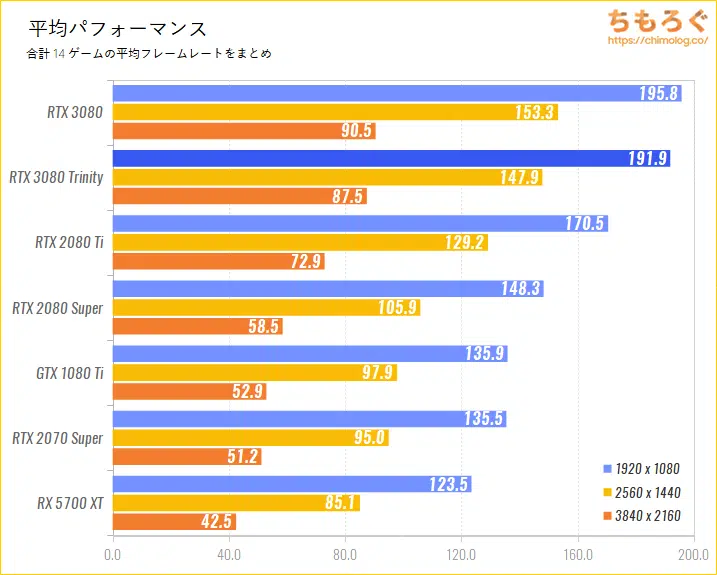 平均パフォーマンス
合計 14 ゲームの平均フレームレートをまとめ
ちもろぐ
https://chimolog.co/
RTX 3080
195.8
153.3
90.5
RTX 3080 Trinity
191.9
147.9
87.5
RTX 2080 Ti
170.5
129.2
72.9
RTX 2080 Super
148.3
105.9
58.5
GTX 1080 Ti
135.9
97.9
52.9
RTX 2070 Super
135.5
95.0
51.2
RX 5700 XT
123.5
85.1
42.5
1920 x 1080
2560 x 1440
3840 x 2160
0.0 40.0 80.0 120.0 160.0 200.0